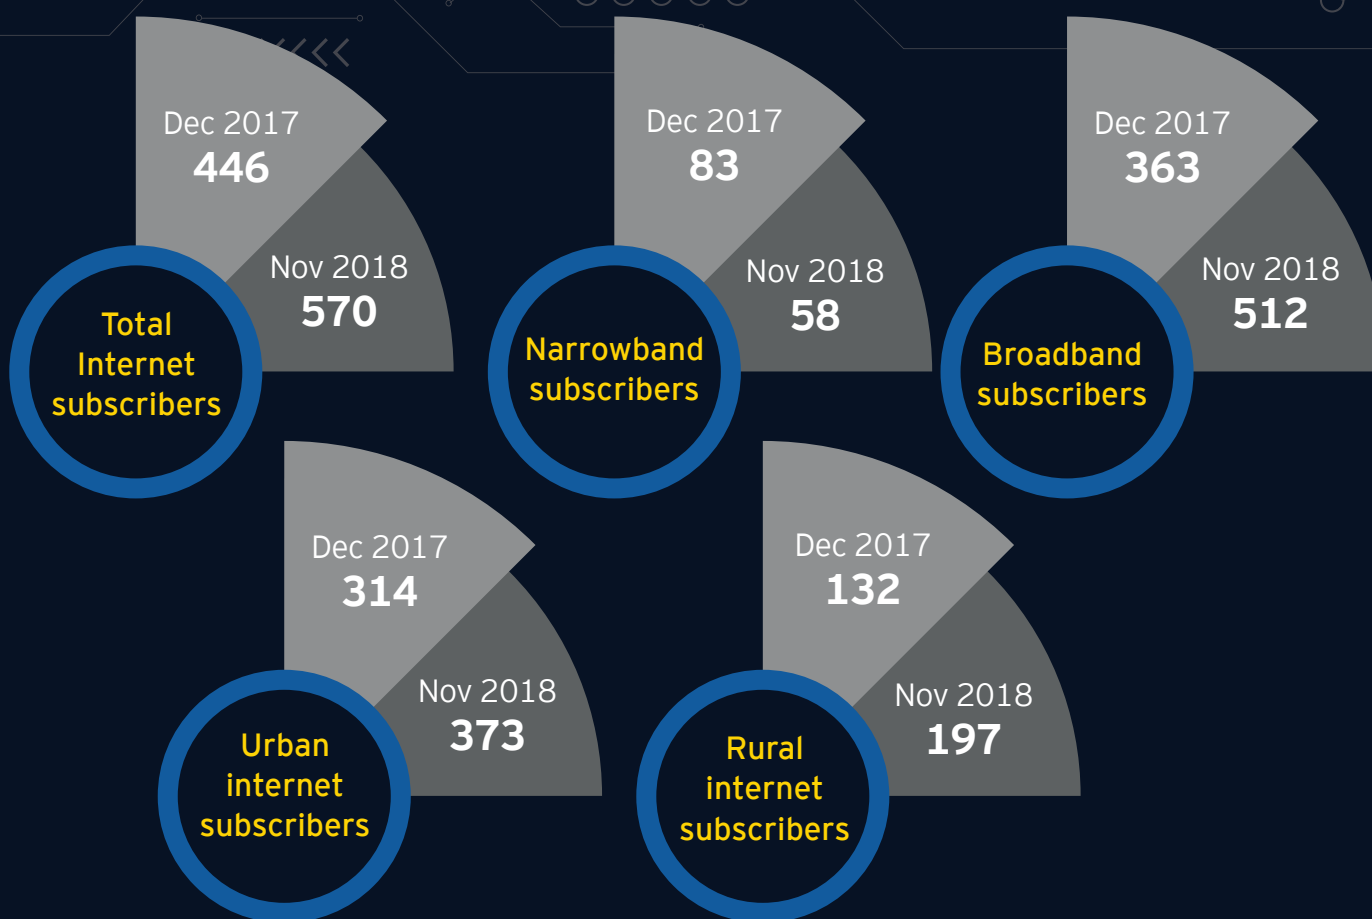 Dec 2017
446
Nov 2018
570
Total
Internet
subscribers
Dec 2017
83
Nov 2018
58
Narrowband
subscribers
Dec 2017
363
Nov 2018
512
Broadband
subscribers
Dec 2017
314
Nov 2018
373
Urban
internet
subscribers
Dec 2017
132
Nov 2018
197
Rural
internet
subscribers